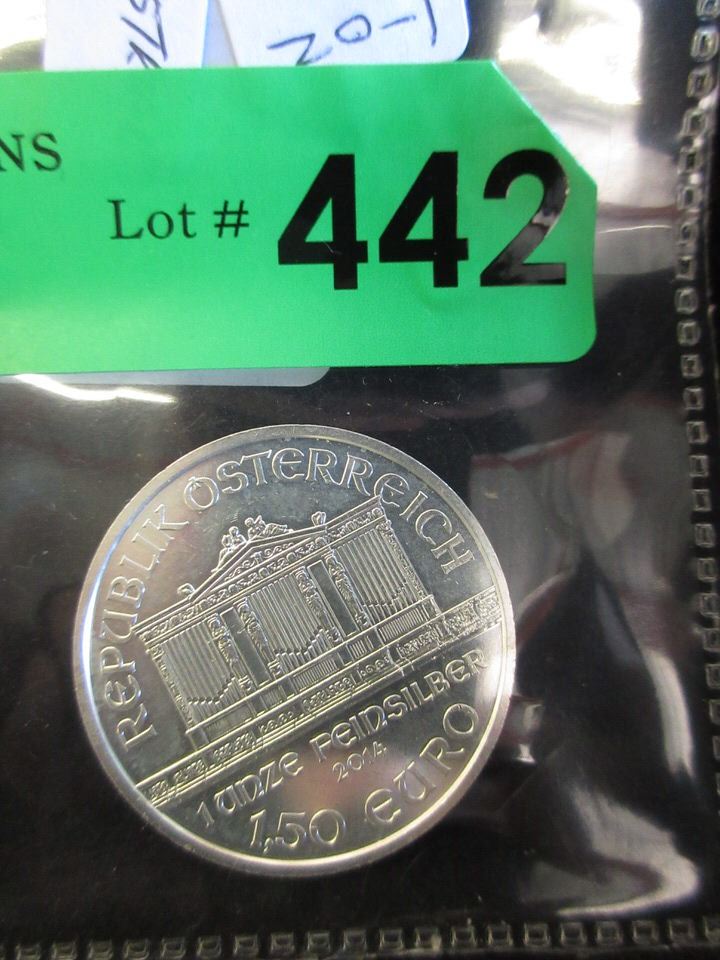 NS
Lot # 442
REPUBLIK ÖSTERREICH
1 UNZE FEINSILBER
2014
1,50 EURO